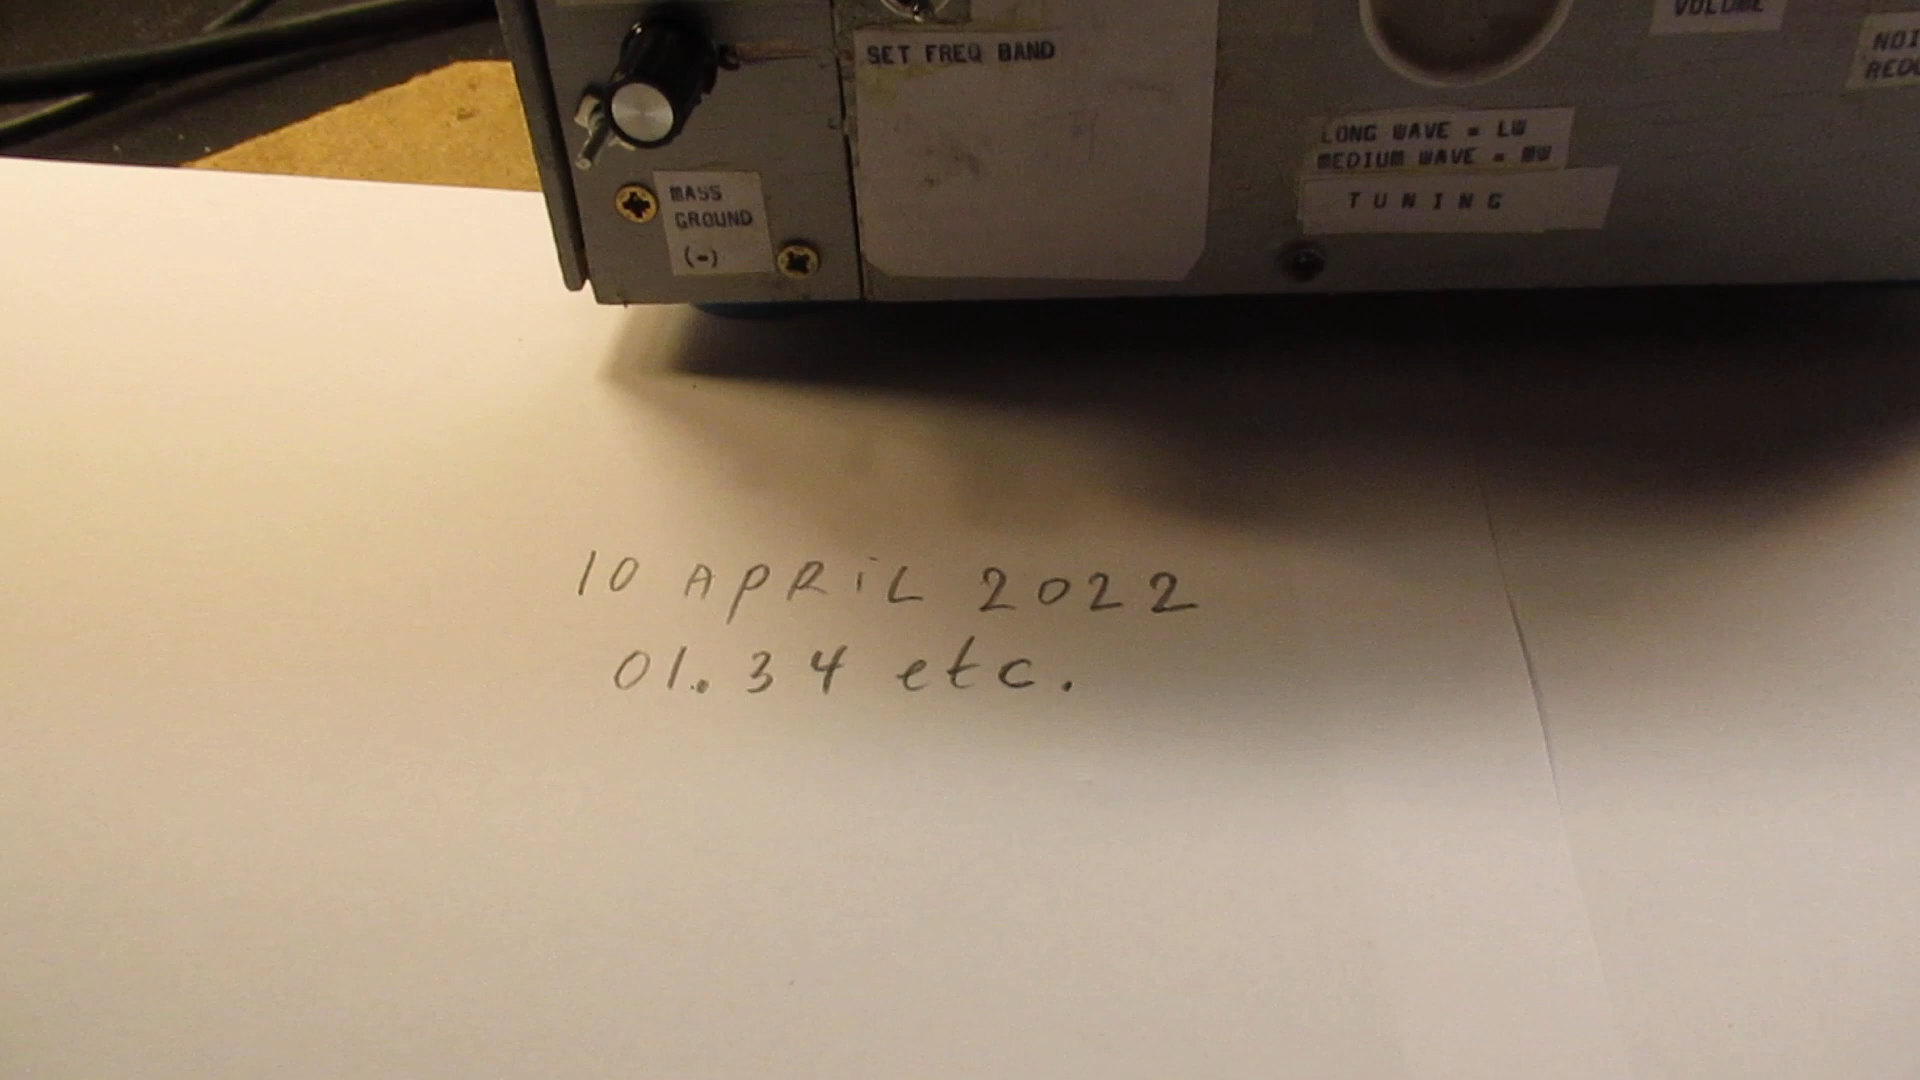 VOLUME
SET FREQ BAND
LONG WAVE = LW
MEDIUM WAVE = MW
TUNING
MASS
GROUND
(-)
10 APRiL 2022
01.34 etc.